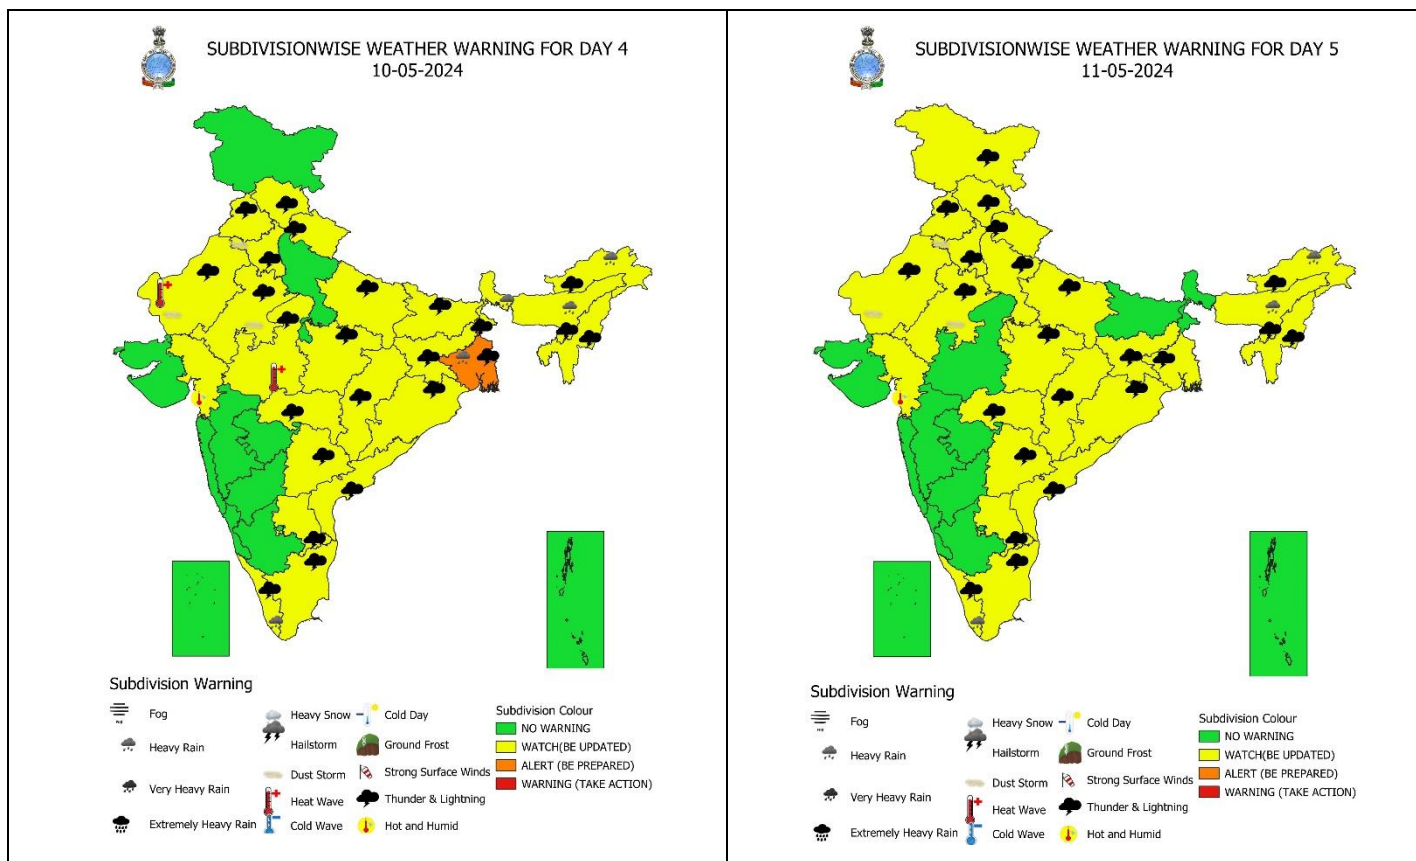 SUBDIVISIONWISE WEATHER WARNING FOR DAY 4
10-05-2024
Subdivision Warning
Fog
Heavy Rain
Very Heavy Rain
Extremely Heavy Rain
Heavy Snow
Hailstorm
Dust Storm
Heat Wave
Cold Wave
Cold Day
Ground Frost
Strong Surface Winds
Thunder & Lightning
Hot and Humid
Subdivision Colour
NO WARNING
WATCH(BE UPDATED)
ALERT (BE PREPARED)
WARNING (TAKE ACTION)
SUBDIVISIONWISE WEATHER WARNING FOR DAY 5
11-05-2024
Subdivision Warning
Fog
Heavy Rain
Very Heavy Rain
Extremely Heavy Rain
Heavy Snow
Hailstorm
Dust Storm
Heat Wave
Cold Wave
Cold Day
Ground Frost
Strong Surface Winds
Thunder & Lightning
Hot and Humid
Subdivision Colour
NO WARNING
WATCH(BE UPDATED)
ALERT (BE PREPARED)
WARNING (TAKE ACTION)